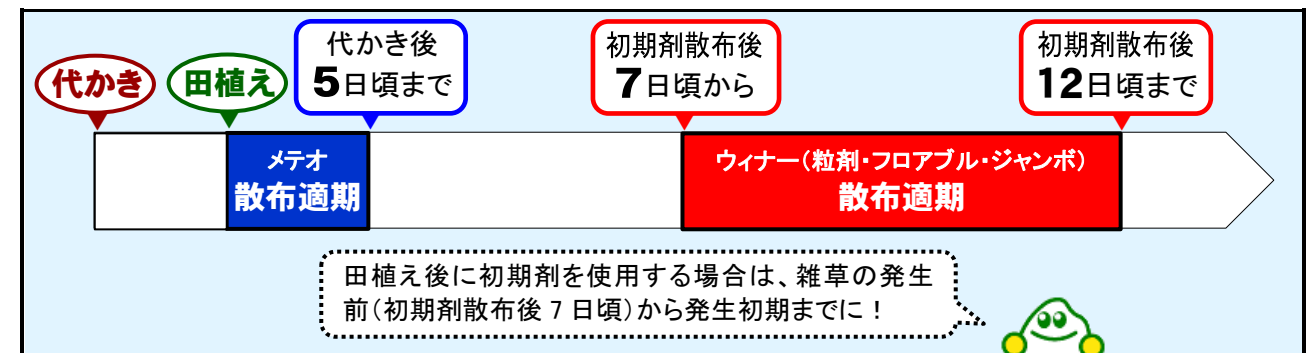 代かき
田植え
代かき後
5日頃まで
初期剤散布後
7日頃から
初期剤散布後
12日頃まで
メテオ
散布適期
ウィナー(粒剤・フロアブル・ジャンボ)
散布適期
田植え後に初期剤を使用する場合は、雑草の発生
前(初期剤散布後7日頃)から発生初期までに!